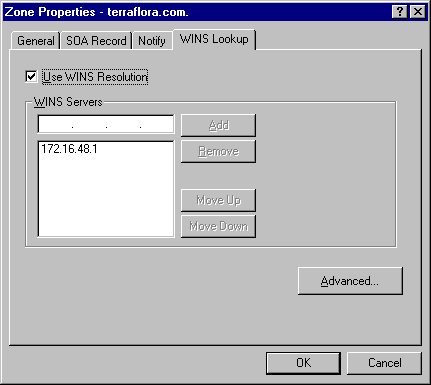 Zone Properties - terraflora.com.
General SOA Record Notify WINS Lookup
Use WINS Resolution
WINS Servers
. . .
Add
172.16.48.1
Remove
Move Up
Move Down
Advanced...
OK Cancel